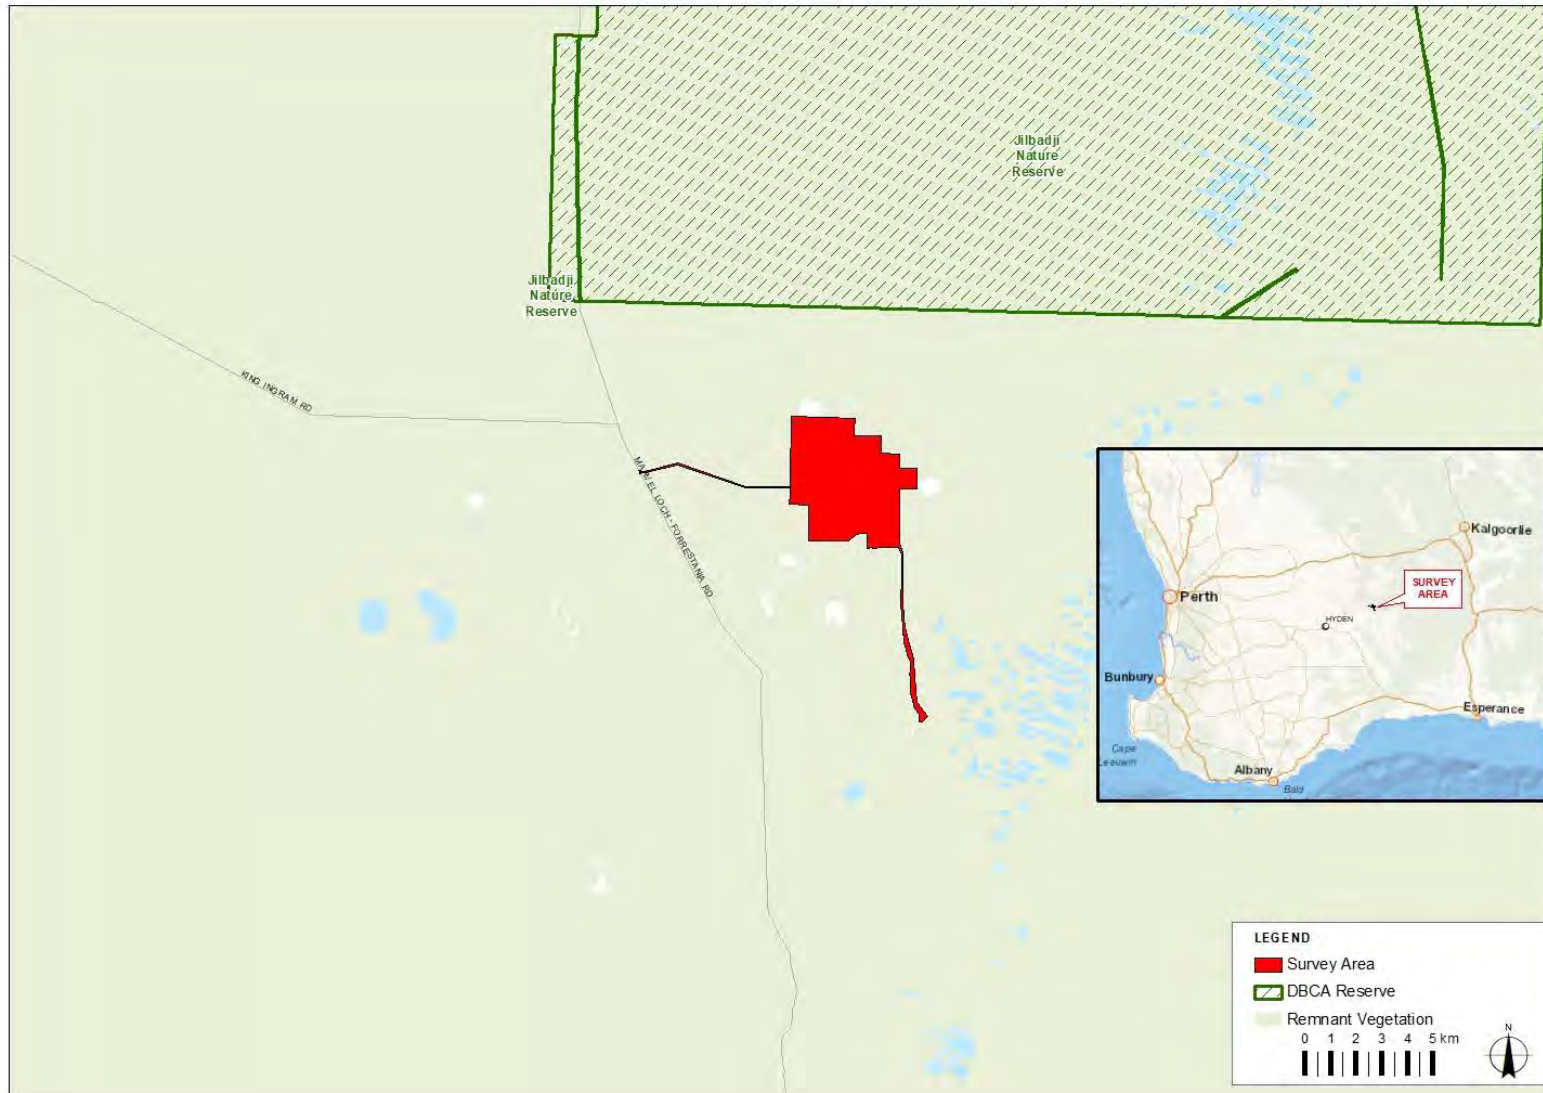 Jilbadji
Nature
Reserve
Jilbadji
Nature
Reserve
KING INGRAM RD
MARVEL LOCH - FORRESTANIA RD
Kalgoorlie
SURVEY
AREA
Perth
HYDEN
Bunbury
Esperance
Cape
Leeuwin
Albany
Bald
LEGEND
Survey Area
DBCA Reserve
Remnant Vegetation
0 1 2 3 4 5 km
N